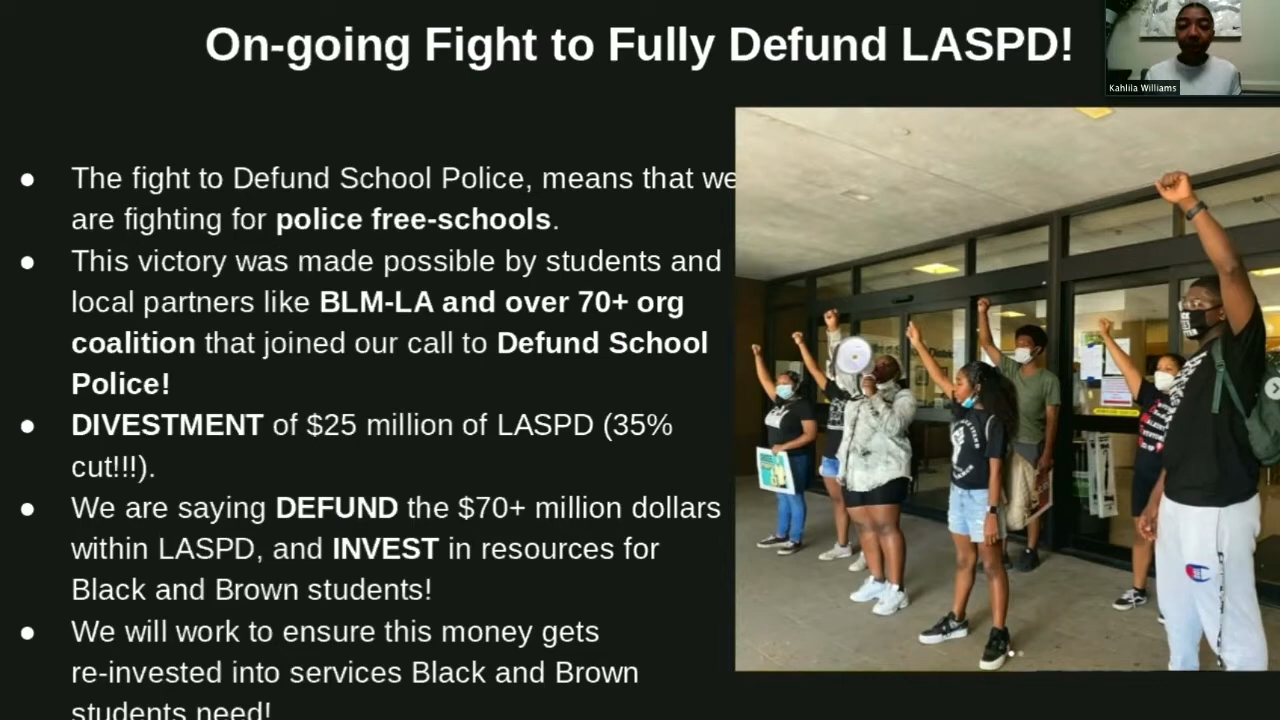 On-going Fight to Fully Defund LASPD!
Kahlila Williams
● The fight to Defund School Police, means that we
are fighting for police free-schools.
● This victory was made possible by students and
local partners like BLM-LA and over 70+ org
coalition that joined our call to Defund School
Police!
● DIVESTMENT of $25 million of LASPD (35%
cut!!!).
● We are saying DEFUND the $70+ million dollars
within LASPD, and INVEST in resources for
Black and Brown students!
● We will work to ensure this money gets
re-invested into services Black and Brown
students need!